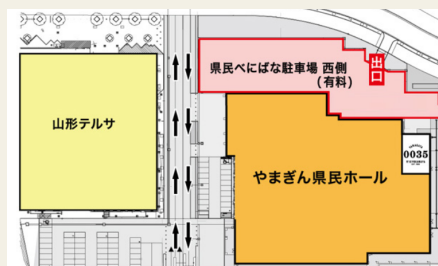 県民べにばな駐車場 西側
(有料)
出口
山形テルサ
0035
やまぎん県民ホール